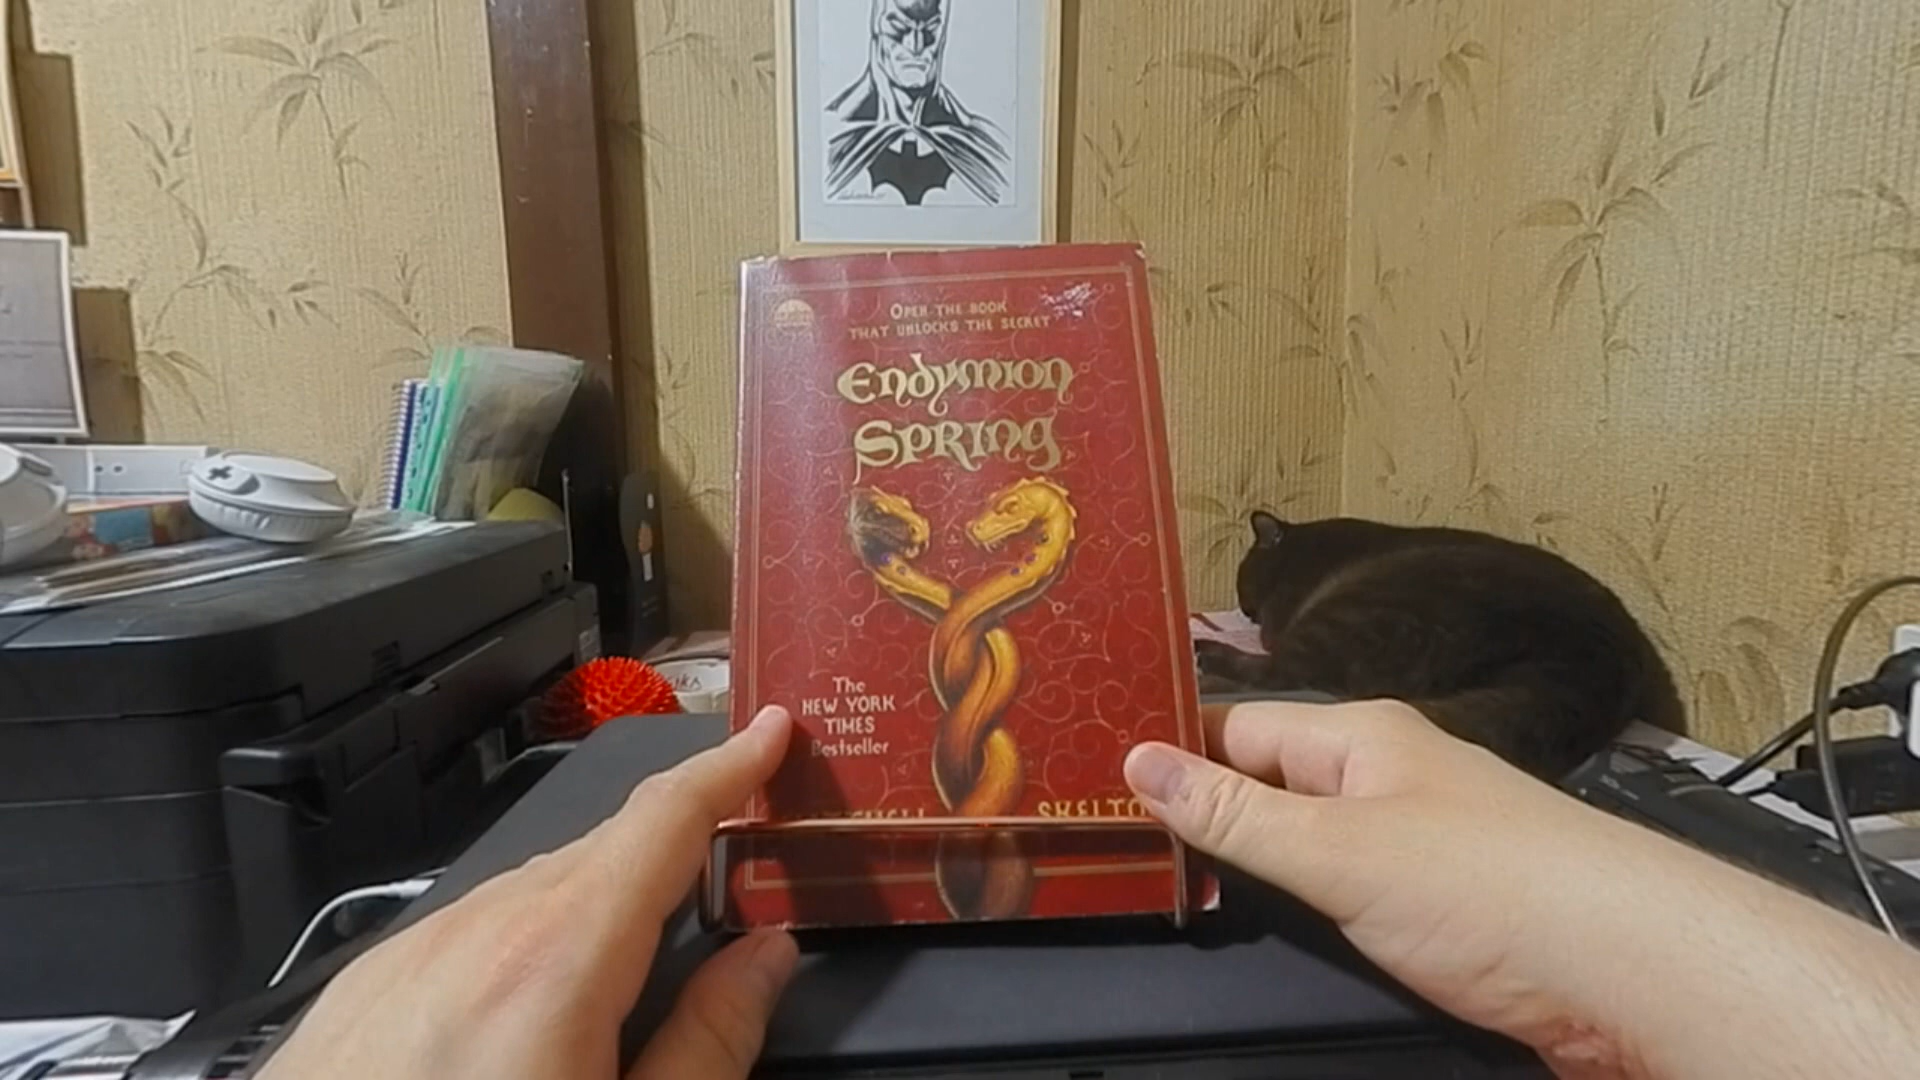 OPEN THE BOOK
THAT UNLOCKS THE SECRET
Endymion
Spring
The
NEW YORK
TIMES
Bestseller